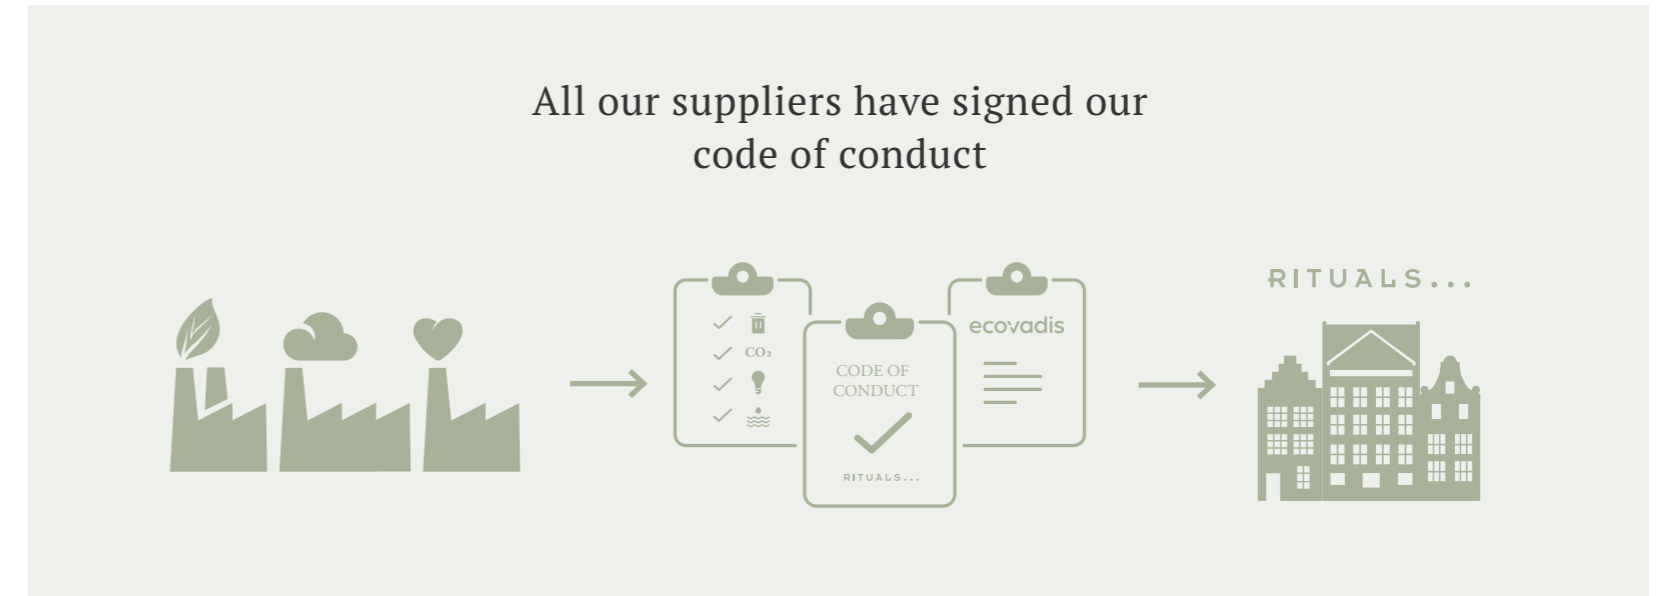 All our suppliers have signed our
code of conduct
CO₂
CODE OF
CONDUCT
RITUALS...
ecovadis
RITUALS...